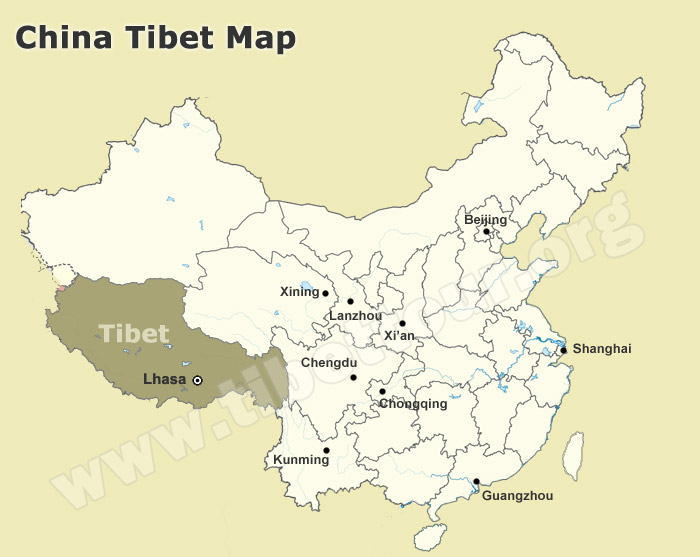 China Tibet Map
Beijing
Xining
Lanzhou
Xi'an
Tibet
Shanghai
Chengdu
Lhasa
Chongqing
Kunming
Guangzhou
www.tibettour.org